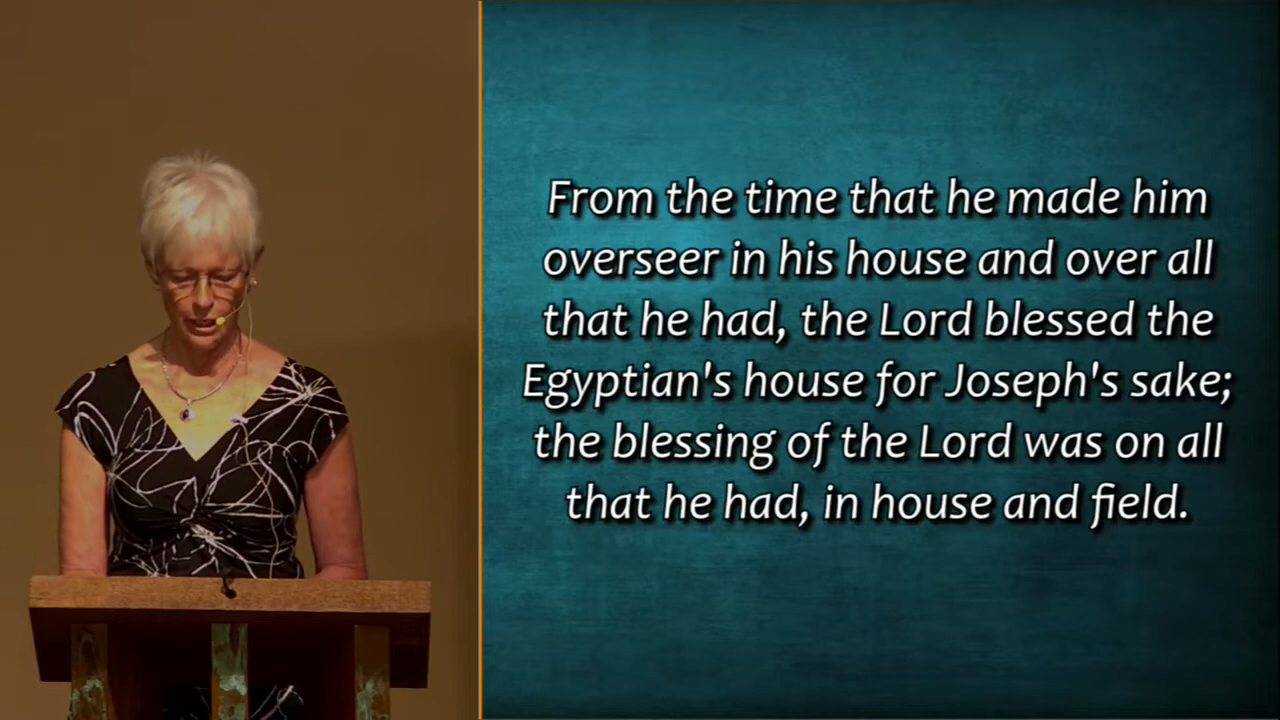 From the time that he made him
overseer in his house and over all
that he had, the Lord blessed the
Egyptian's house for Joseph's sake;
the blessing of the Lord was on all
that he had, in house and field.